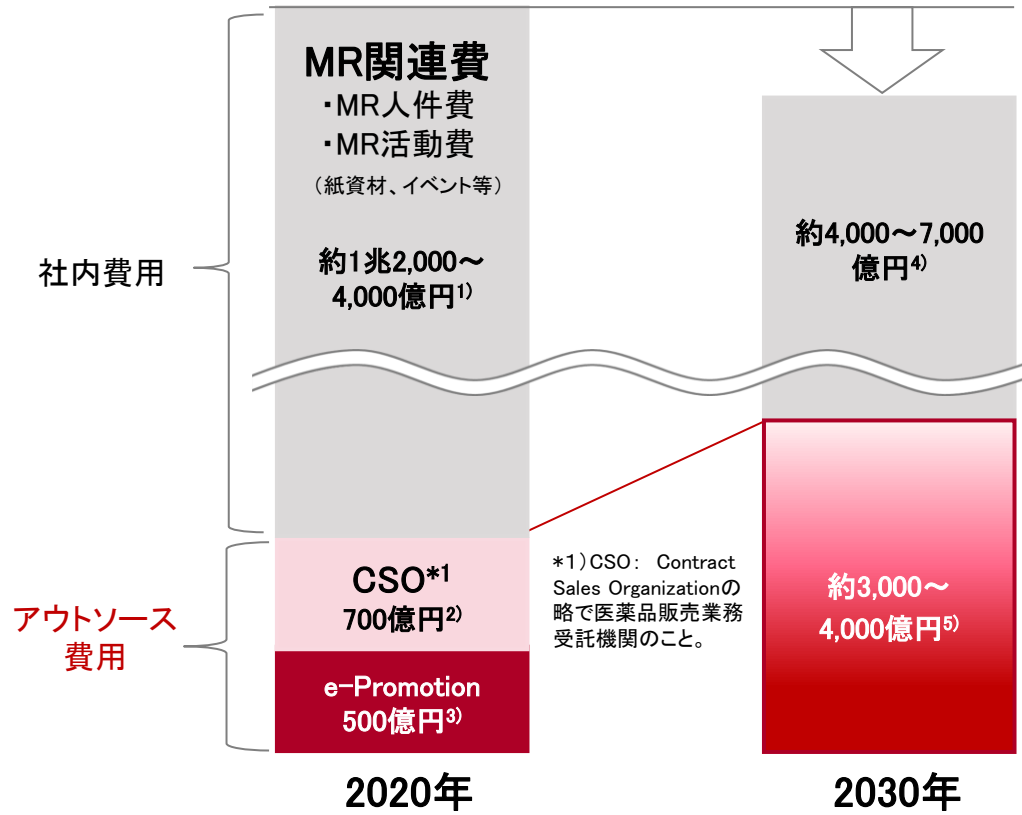 MR関連費
・MR人件費
・MR活動費
（紙資材、イベント等）
約1兆2,000～
4,000億円1)
社内費用
約4,000～7,000
億円4)
CSO*1
700億円2)
*1）CSO： Contract
Sales Organizationの
略で医薬品販売業務
受託機関のこと。
約3,000～
4,000億円5)
アウトソース
費用
e-Promotion
500億円3)
2020年
2030年